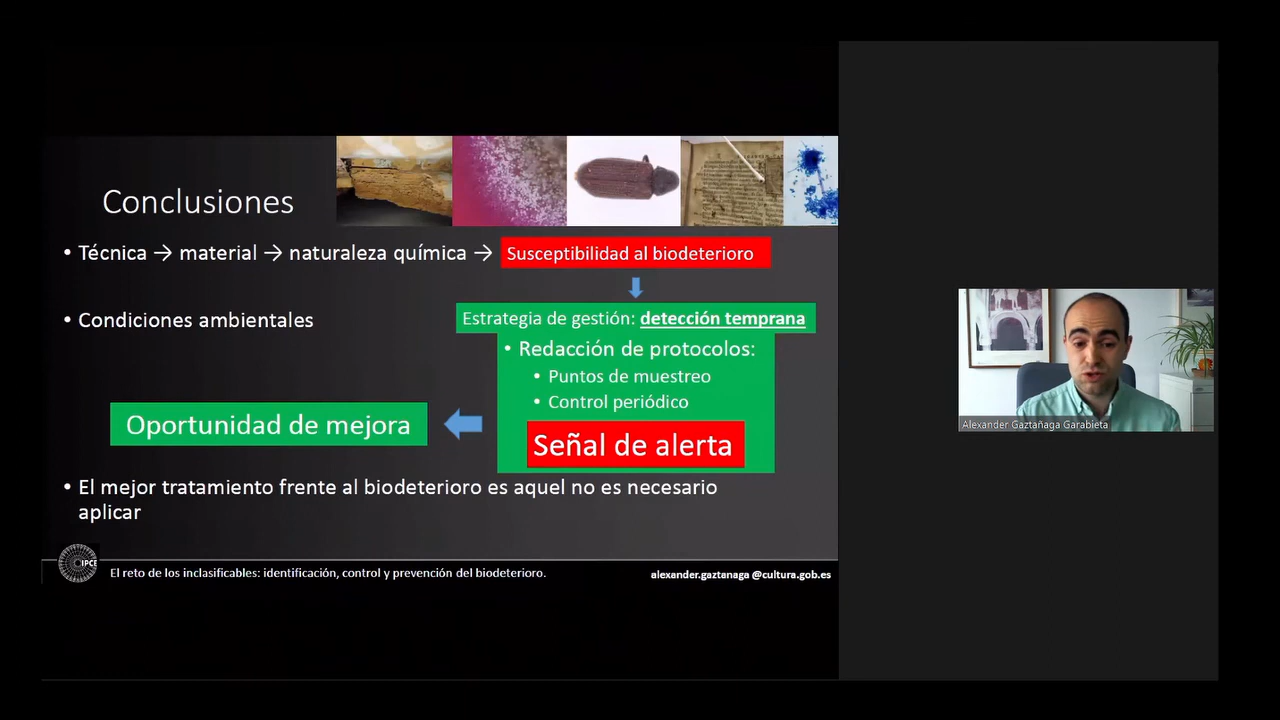 Conclusiones
• Técnica → material → naturaleza química → Susceptibilidad al biodeterioro
• Condiciones ambientales
Estrategia de gestión: detección temprana
• Redacción de protocolos:
• Puntos de muestreo
• Control periódico
Señal de alerta
Oportunidad de mejora
• El mejor tratamiento frente al biodeterioro es aquel no es necesario
aplicar
IPCE
El reto de los inclasificables: identificación, control y prevención del biodeterioro.
alexander.gaztanaga @cultura.gob.es
Alexander Gaztañaga Garabieta